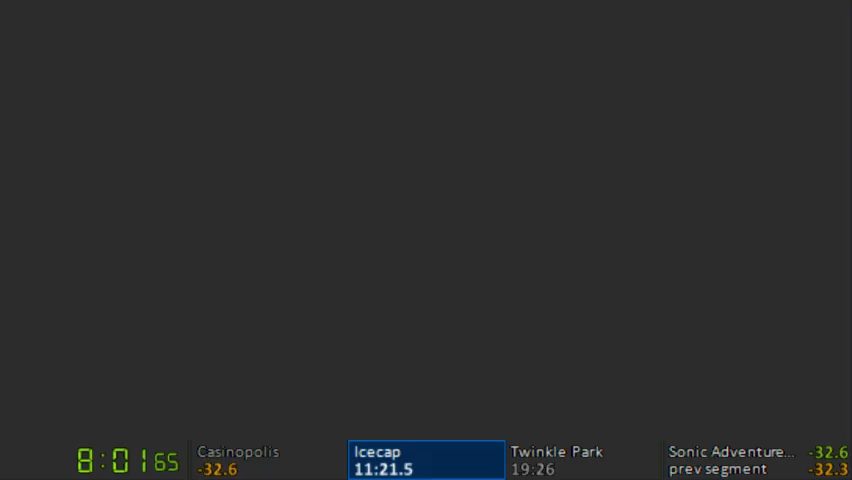 8:01 65
Casinopolis
-32.6
Icecap
11:21.5
Twinkle Park
19:26
Sonic Adventure... -32.6
prev segment -32.3